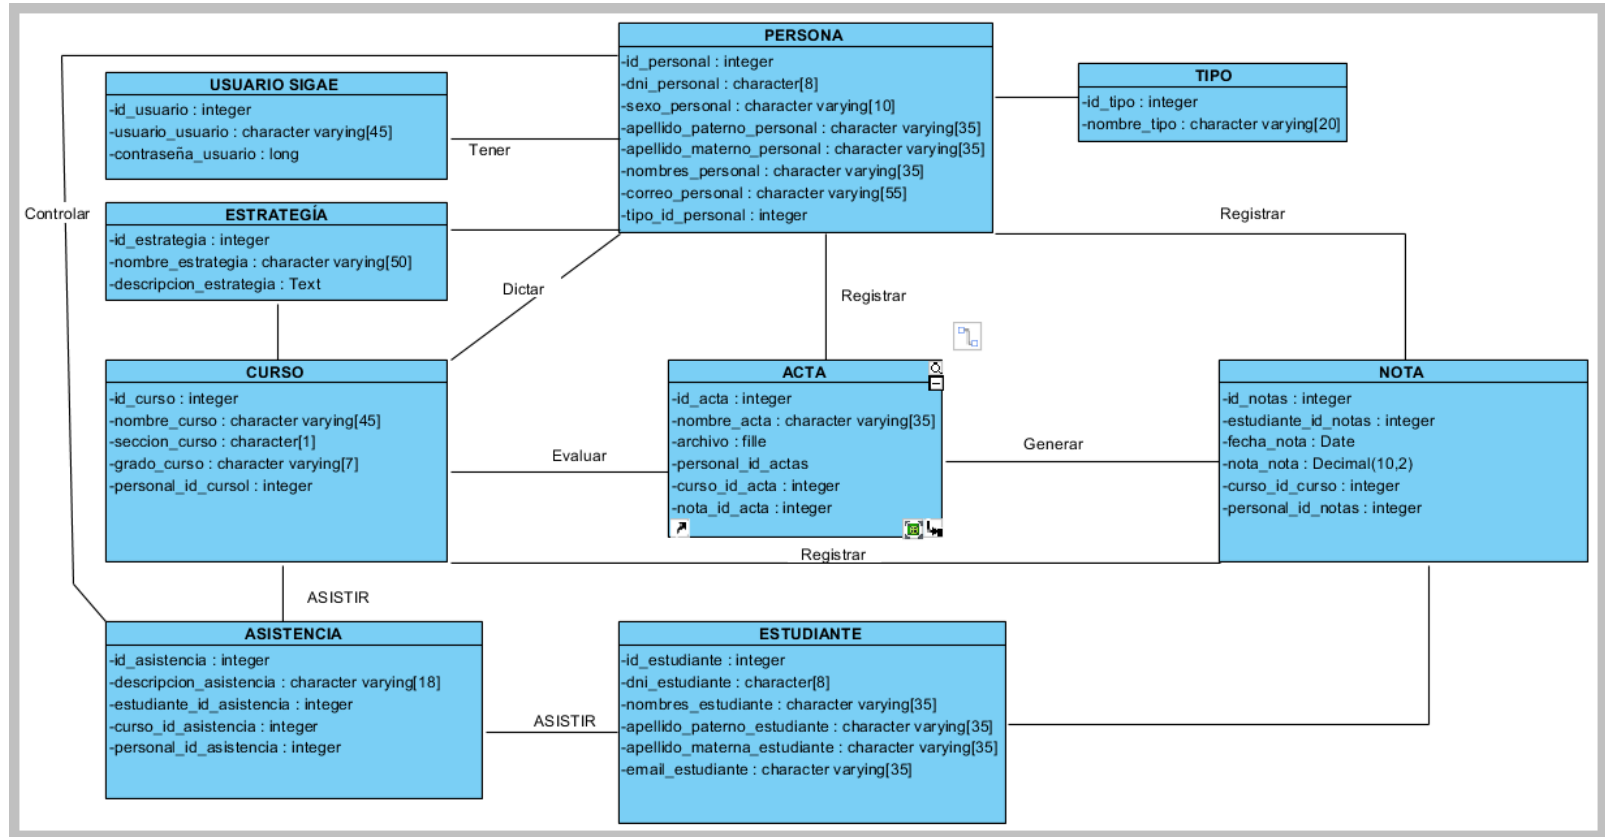 PERSONA
-id_personal : integer
-dni_personal : character[8]
-sexo_personal : character varying[10]
-apellido_paterno_personal : character varying[35]
-apellido_materno_personal : character varying[35]
-nombres_personal : character varying[35]
-correo_personal : character varying[55]
-tipo_id_personal : integer
TIPO
-id_tipo : integer
-nombre_tipo : character varying[20]
USUARIO SIGAE
-id_usuario : integer
-usuario_usuario : character varying[45]
-contraseña_usuario : long
Tener
Controlar
ESTRATEGÍA
-id_estrategia : integer
-nombre_estrategia : character varying[50]
-descripcion_estrategia : Text
Registrar
Dictar
Registrar
CURSO
-id_curso : integer
-nombre_curso : character varying[45]
-seccion_curso : character[1]
-grado_curso : character varying[7]
-personal_id_cursol : integer
Evaluar
ACTA
-id_acta : integer
-nombre_acta : character varying[35]
-archivo : fille
-personal_id_actas
-curso_id_acta : integer
-nota_id_acta : integer
Generar
NOTA
-id_notas : integer
-estudiante_id_notas : integer
-fecha_nota : Date
-nota_nota : Decimal(10,2)
-curso_id_curso : integer
-personal_id_notas : integer
Registrar
ASISTIR
ASISTENCIA
-id_asistencia : integer
-descripcion_asistencia : character varying[18]
-estudiante_id_asistencia : integer
-curso_id_asistencia : integer
-personal_id_asistencia : integer
ASISTIR
ESTUDIANTE
-id_estudiante : integer
-dni_estudiante : character[8]
-nombres_estudiante : character varying[35]
-apellido_paterno_estudiante : character varying[35]
-apellido_materna_estudiante : character varying[35]
-email_estudiante : character varying[35]